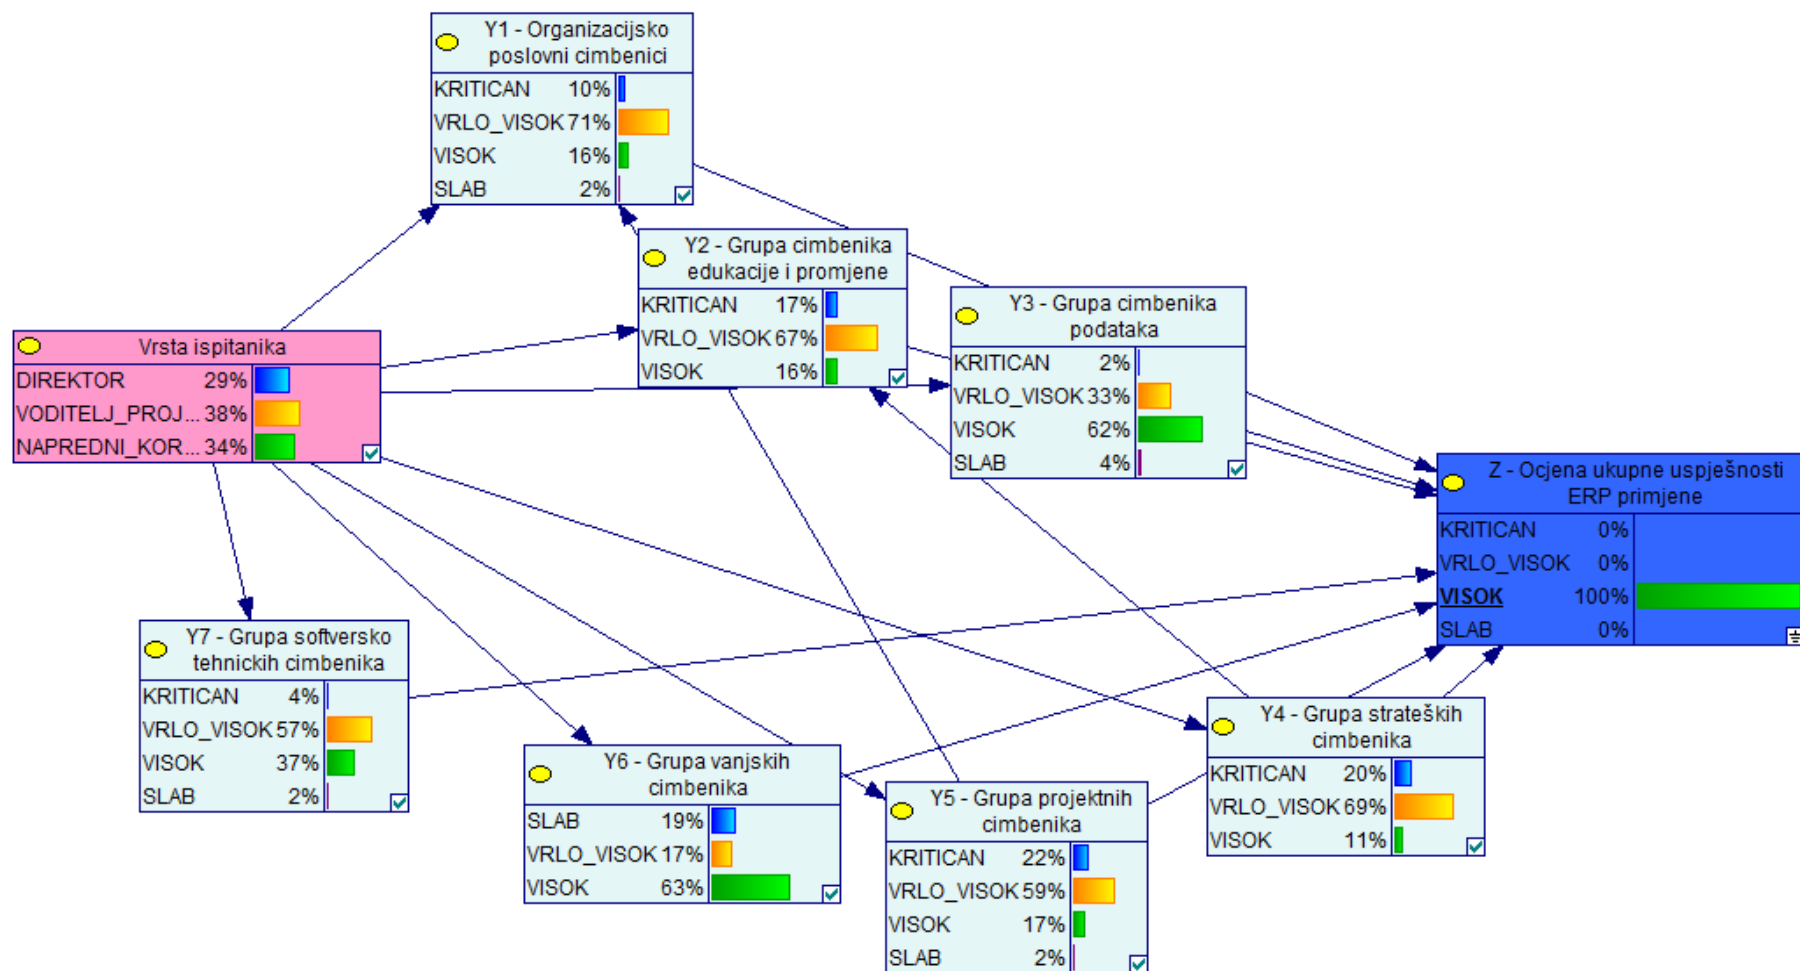 Y1 - Organizacijsko
poslovni cimbenici
KRITICAN 10%
VRLO_VISOK 71%
VISOK 16%
SLAB 2%
Y2 - Grupa cimbenika
edukacije i promjene
KRITICAN 17%
VRLO_VISOK 67%
VISOK 16%
Y3 - Grupa cimbenika
podataka
KRITICAN 2%
VRLO_VISOK 33%
VISOK 62%
SLAB 4%
Vrsta ispitanika
DIREKTOR 29%
VODITELJ_PROJ... 38%
NAPREDNI_KOR... 34%
Z - Ocjena ukupne uspješnosti
ERP primjene
KRITICAN 0%
VRLO_VISOK 0%
VISOK 100%
SLAB 0%
Y7 - Grupa softversko
tehnickih cimbenika
KRITICAN 4%
VRLO_VISOK 57%
VISOK 37%
SLAB 2%
Y6 - Grupa vanjskih
cimbenika
SLAB 19%
VRLO_VISOK 17%
VISOK 63%
Y5 - Grupa projektnih
cimbenika
KRITICAN 22%
VRLO_VISOK 59%
VISOK 17%
SLAB 2%
Y4 - Grupa strateških
cimbenika
KRITICAN 20%
VRLO_VISOK 69%
VISOK 11%